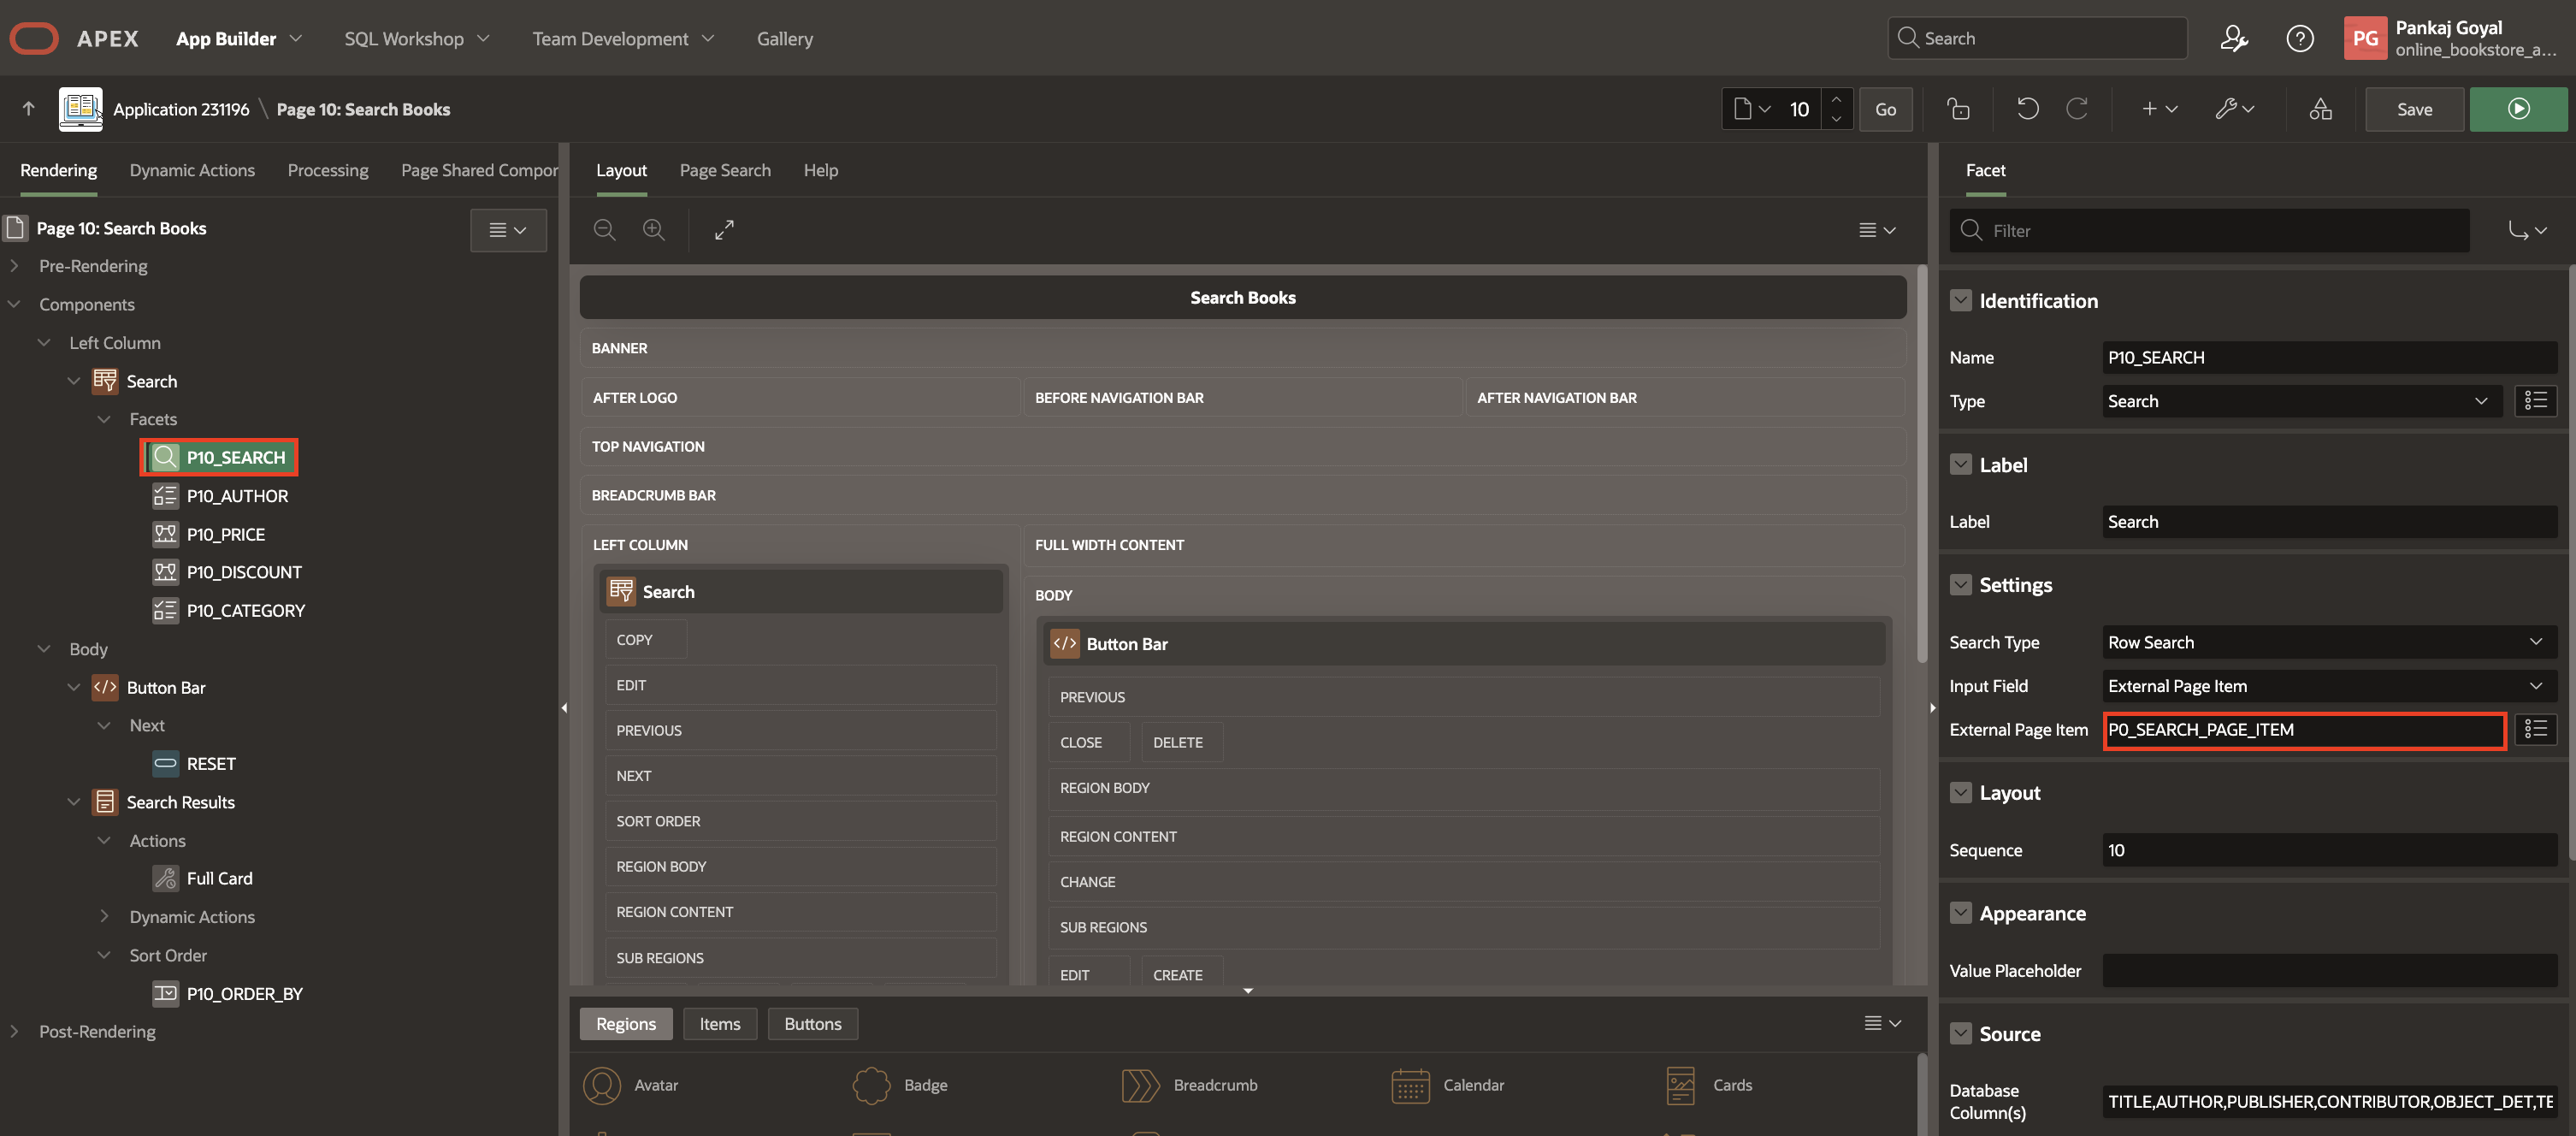 APEX App Builder SQL Workshop Team Development Gallery Search PG Pankaj Goyal
online_bookstore_a...
Application 231196 \ Page 10: Search Books 10 Go Save
Rendering Dynamic Actions Processing Page Shared Compor
Page 10: Search Books
Pre-Rendering
Components
Left Column
Search
Facets
P10_SEARCH
P10_AUTHOR
P10_PRICE
P10_DISCOUNT
P10_CATEGORY
Body
Button Bar
Next
RESET
Search Results
Actions
Full Card
Dynamic Actions
Sort Order
P10_ORDER_BY
Post-Rendering
Layout Page Search Help
Search Books
BANNER
AFTER LOGO BEFORE NAVIGATION BAR AFTER NAVIGATION BAR
TOP NAVIGATION
BREADCRUMB BAR
LEFT COLUMN
Search
COPY
EDIT
PREVIOUS
NEXT
SORT ORDER
REGION BODY
REGION CONTENT
SUB REGIONS
FULL WIDTH CONTENT
BODY
Button Bar
PREVIOUS
CLOSE DELETE
REGION BODY
REGION CONTENT
CHANGE
SUB REGIONS
EDIT CREATE
Regions Items Buttons
Avatar Badge Breadcrumb Calendar Cards
Facet
Filter
Identification
Name P10_SEARCH
Type Search
Label
Label Search
Settings
Search Type Row Search
Input Field External Page Item
External Page Item P0_SEARCH_PAGE_ITEM
Layout
Sequence 10
Appearance
Value Placeholder
Source
Database
Column(s) TITLE,AUTHOR,PUBLISHER,CONTRIBUTOR,OBJECT_DET,TE